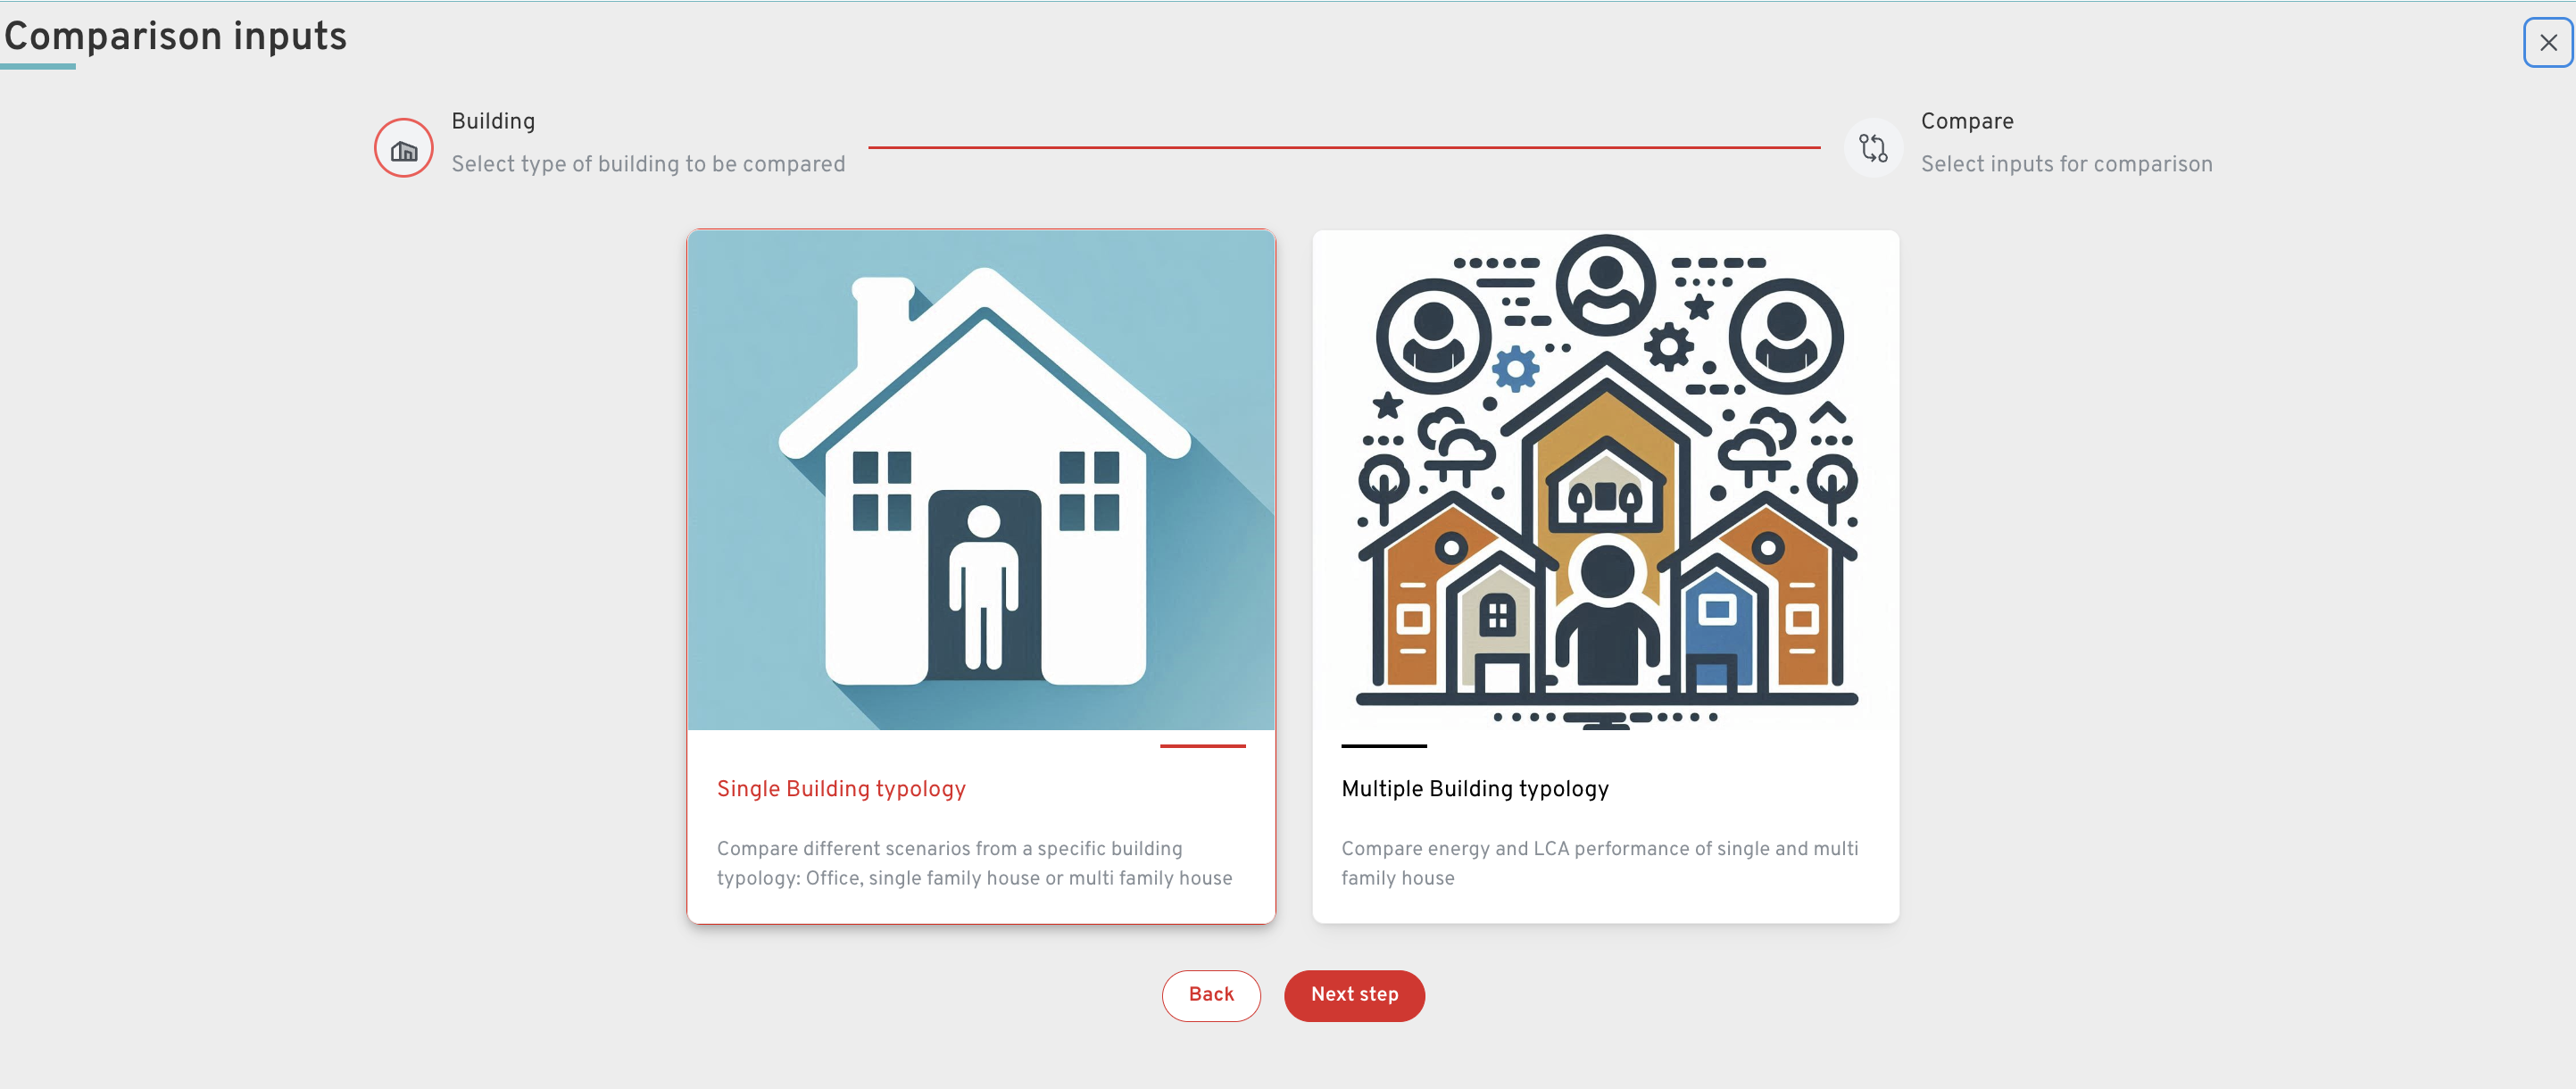 Comparison inputs
Building
Select type of building to be compared
Compare
Select inputs for comparison
Single Building typology
Compare different scenarios from a specific building
typology: Office, single family house or multi family house
Multiple Building typology
Compare energy and LCA performance of single and multi
family house
Back
Next step